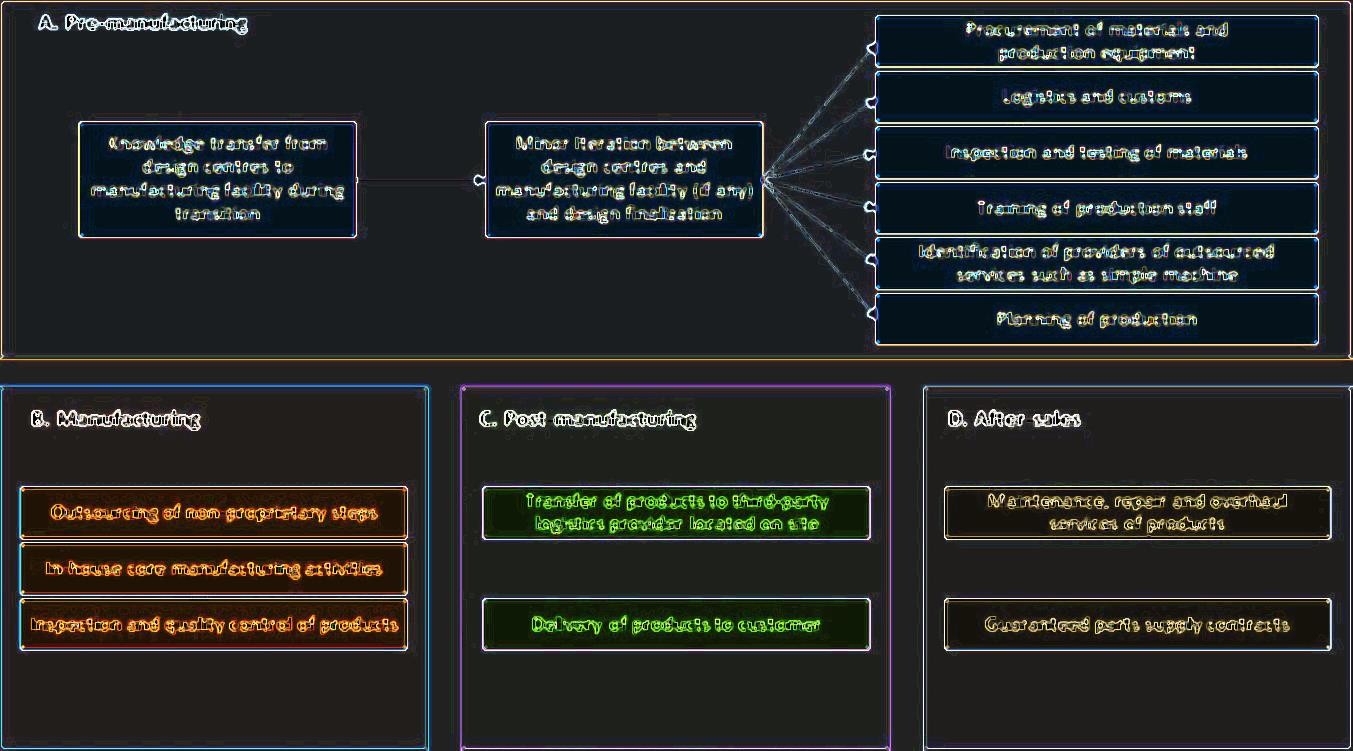 A. Pre-manufacturing
Knowledge transfer from
design centres to
manufacturing facility during
transition
Minor iteration between
design centres and
manufacturing facility (if any)
and design finalisation
Procurement of materials and
production equipment
Logistics and customs
Inspection and testing of materials
Training of production staff
Identification of providers of outsourced
services such as simple machine
Planning of production
B. Manufacturing
Outsourcing of non-proprietary steps
In-house core manufacturing activities
Inspection and quality control of products
C. Post manufacturing
Transfer of products to third-party
logistics provider located on site
Delivery of products to customer
D. After sales
Maintenance, repair and overhaul
services of products
Guaranteed parts supply contracts